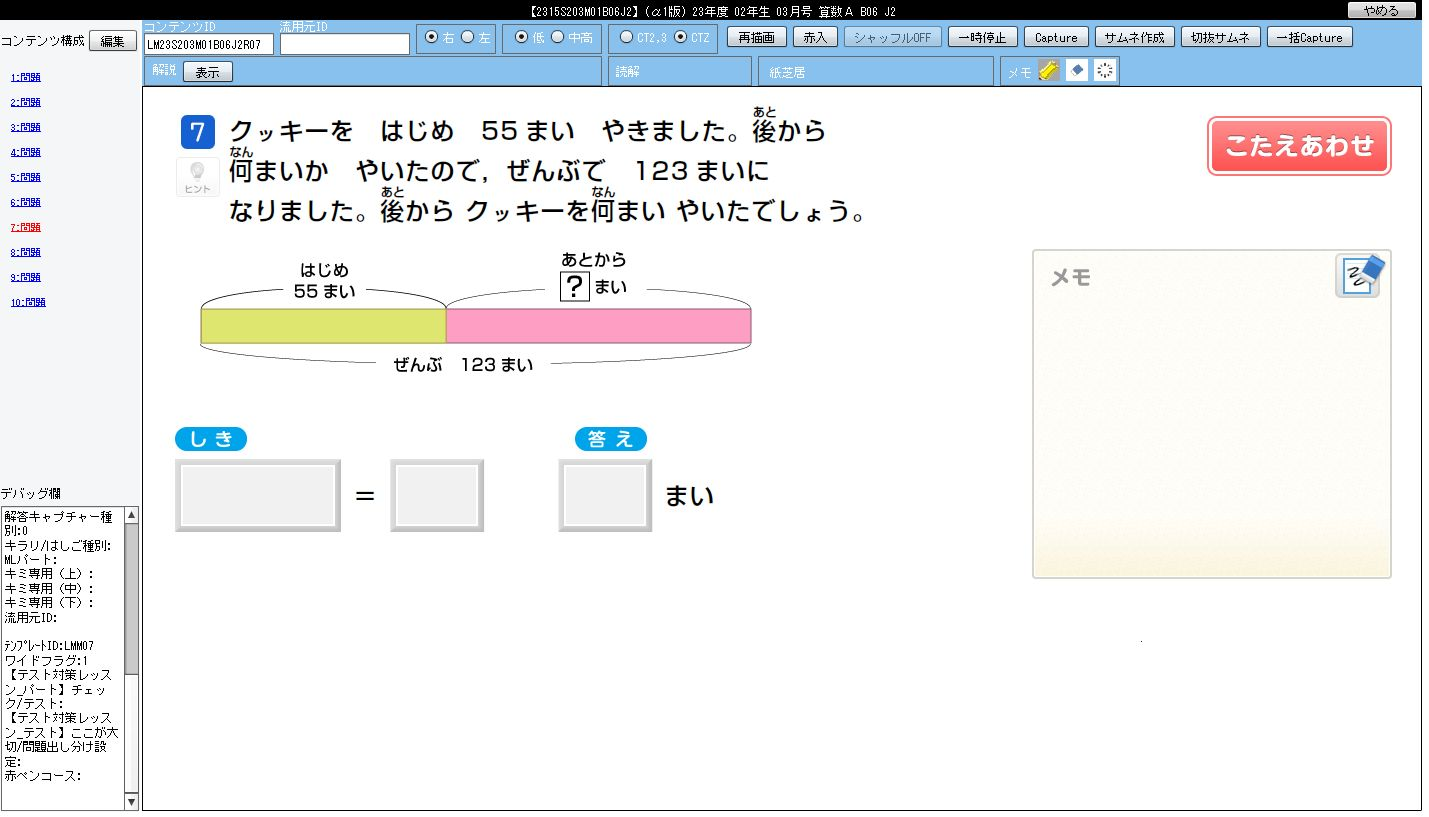 【2315S203M01B06J2】(α1版) 23年度 02年生 03月号 算数A B06 J2
やめる
コンテンツ構成 編集
コンテンツID 流用元ID
LM23S203M01B06J2R07
右 左 低 中高 CT2,3 CTZ 再描画 赤入 シャッフルOFF 一時停止 Capture サムネ作成 切抜サムネ 一括Capture
解説 表示 読解 紙芝居 メモ
1:問題
2:問題
3:問題
4:問題
5:問題
6:問題
7:問題
8:問題
9:問題
10:問題
デバッグ欄
解答キャプチャー種
別:0
キラリ/はしご種別:
MLパート:
キミ専用（上）:
キミ専用（中）:
キミ専用（下）:
流用元ID:
ﾃﾝﾌﾟﾚｰﾄID:LMM07
ワイドフラグ:1
【テスト対策レッス
ン_パート】チェッ
ク/テスト:
【テスト対策レッス
ン_テスト】ここが大
切/問題出し分け設
定:
赤ペンコース:
あと
7 クッキーを はじめ 55まい やきました。後から
なん
ヒント
何まいか やいたので，ぜんぶで 123まいに
あと なん
なりました。後から クッキーを何まい やいたでしょう。
こたえあわせ
はじめ
55まい
あとから
? まい
ぜんぶ 123まい
メモ
しき
答え
=
まい